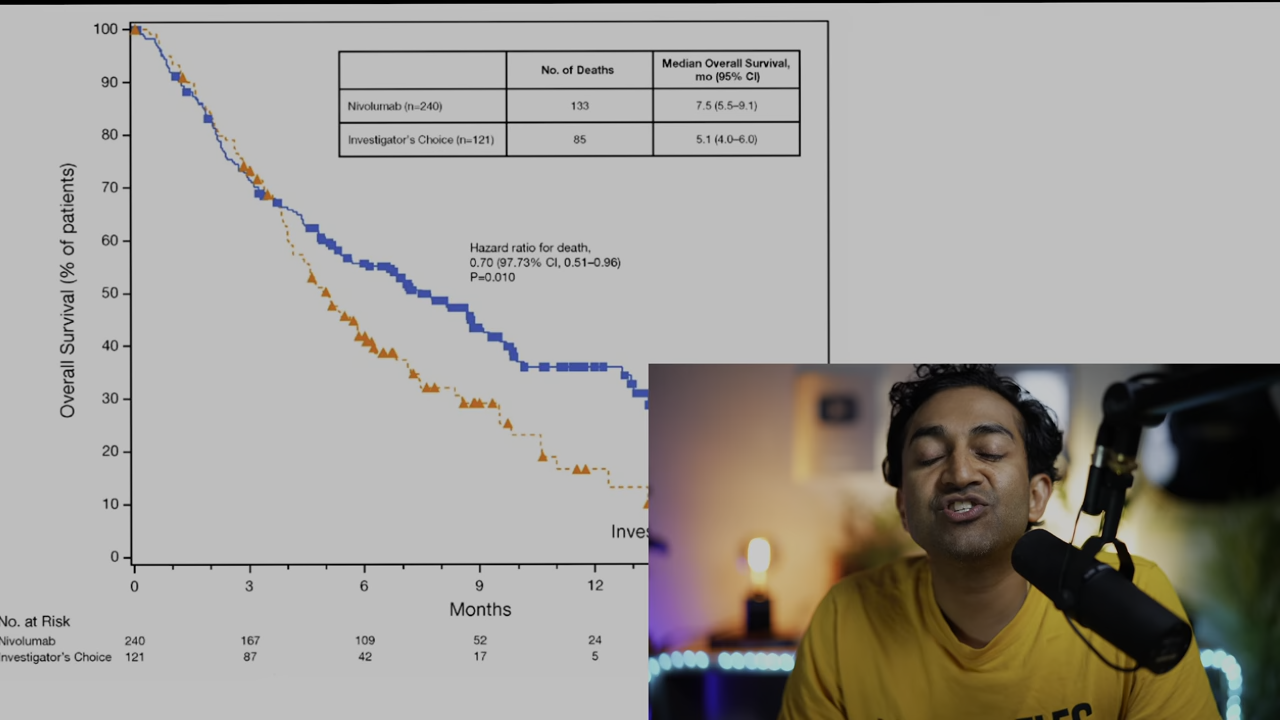 100
90
80
70
60
50
40
30
20
10
0
Overall Survival (% of patients)
No. of Deaths
Median Overall Survival,
mo (95% CI)
Nivolumab (n=240)
133
7.5 (5.5–9.1)
Investigator's Choice (n=121)
85
5.1 (4.0–6.0)
Hazard ratio for death,
0.70 (97.73% CI, 0.51–0.96)
P=0.010
0 3 6 9 12
Months
No. at Risk
Nivolumab 240 167 109 52 24
Investigator's Choice 121 87 42 17 5